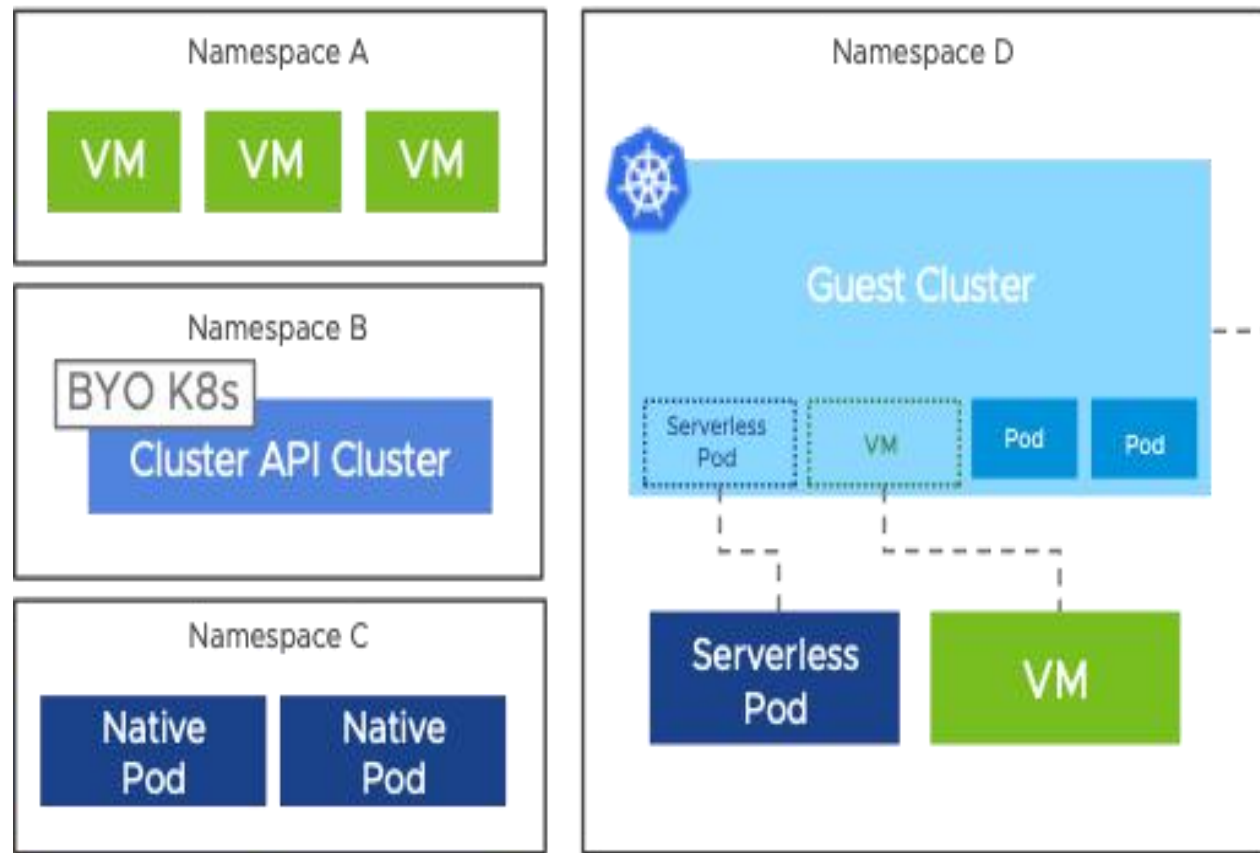 Namespace A
VM
VM
VM
Namespace B
BYO K8s
Cluster API Cluster
Namespace C
Native
Pod
Native
Pod
Namespace D
Guest Cluster
Serverless
Pod
VM
Pod
Pod
Serverless
Pod
VM